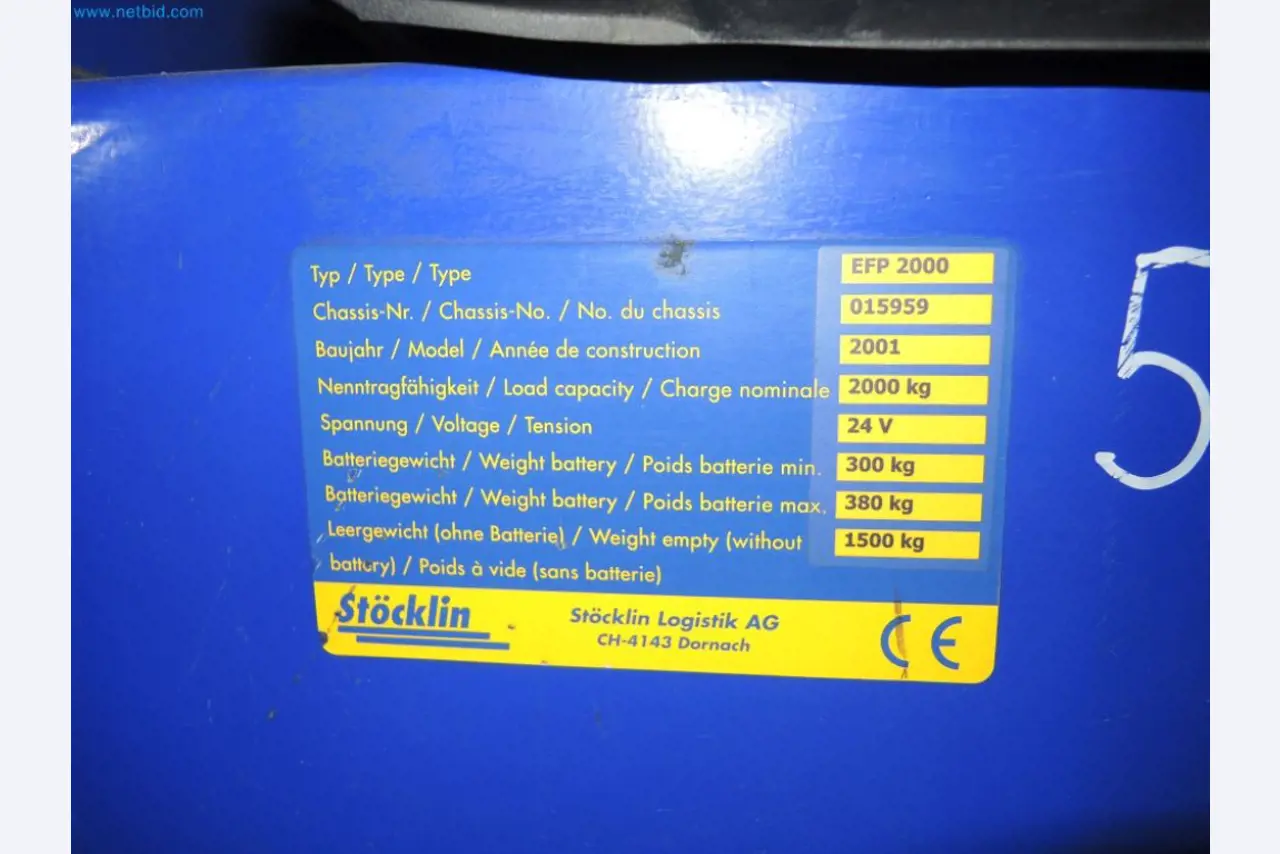 www.netbid.com
Typ / Type / Type EFP 2000
Chassis-Nr. / Chassis-No. / No. du chassis 015959
Baujahr / Model / Année de construction 2001
Nenntragfähigkeit / Load capacity / Charge nominale 2000 kg
Spannung / Voltage / Tension 24 V
Batteriegewicht / Weight battery / Poids batterie min. 300 kg
Batteriegewicht / Weight battery / Poids batterie max. 380 kg
Leergewicht (ohne Batterie) / Weight empty (without 1500 kg
battery) / Poids à vide (sans batterie)
Stöcklin
Stöcklin Logistik AG
CH-4143 Dornach
CE
5